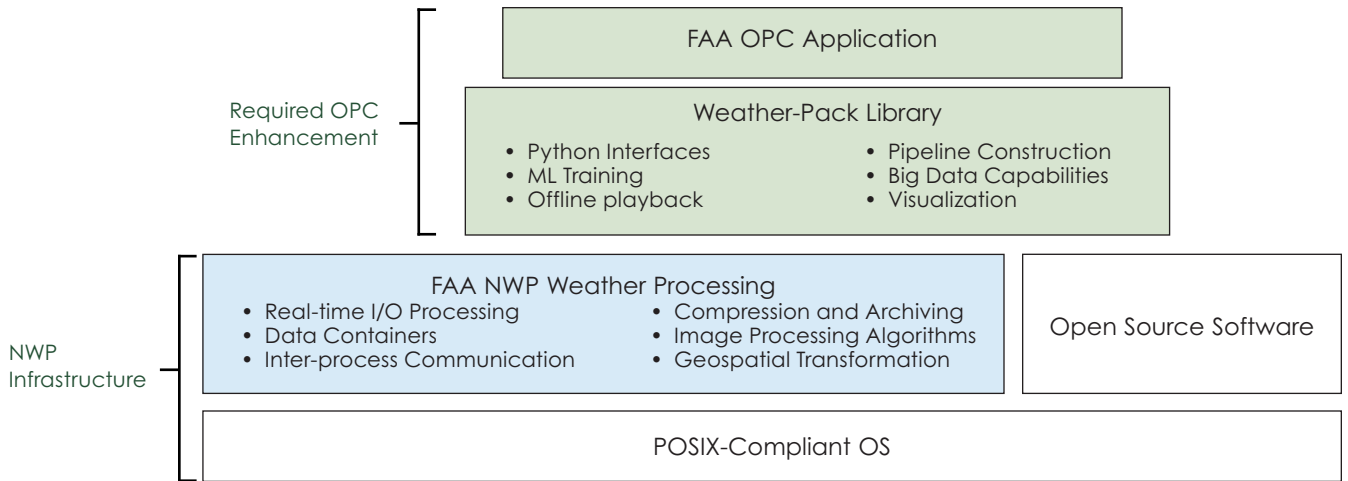 FAA OPC Application
Required OPC
Enhancement
Weather-Pack Library
• Python Interfaces
• ML Training
• Offline playback
• Pipeline Construction
• Big Data Capabilities
• Visualization
NWP
Infrastructure
FAA NWP Weather Processing
• Real-time I/O Processing
• Data Containers
• Inter-process Communication
• Compression and Archiving
• Image Processing Algorithms
• Geospatial Transformation
Open Source Software
POSIX-Compliant OS